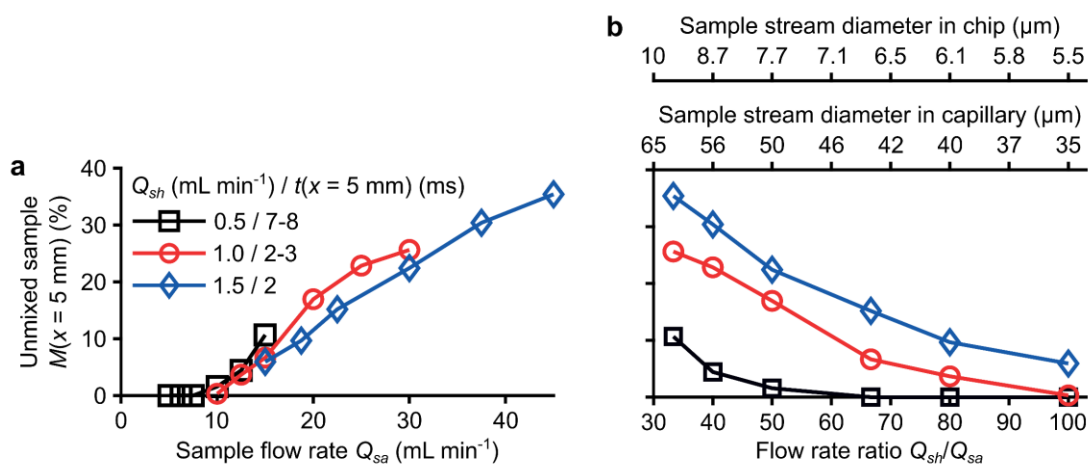 a
Unmixed sample
M(x = 5 mm) (%)
40
30
20
10
0
Q_sh (mL min⁻¹) / t(x = 5 mm) (ms)
0.5 / 7-8
1.0 / 2-3
1.5 / 2
0 10 20 30 40
Sample flow rate Q_sa (mL min⁻¹)
b
Sample stream diameter in chip (µm)
10 8.7 7.7 7.1 6.5 6.1 5.8 5.5
Sample stream diameter in capillary (µm)
65 56 50 46 42 40 37 35
30 40 50 60 70 80 90 100
Flow rate ratio Q_sh/Q_sa